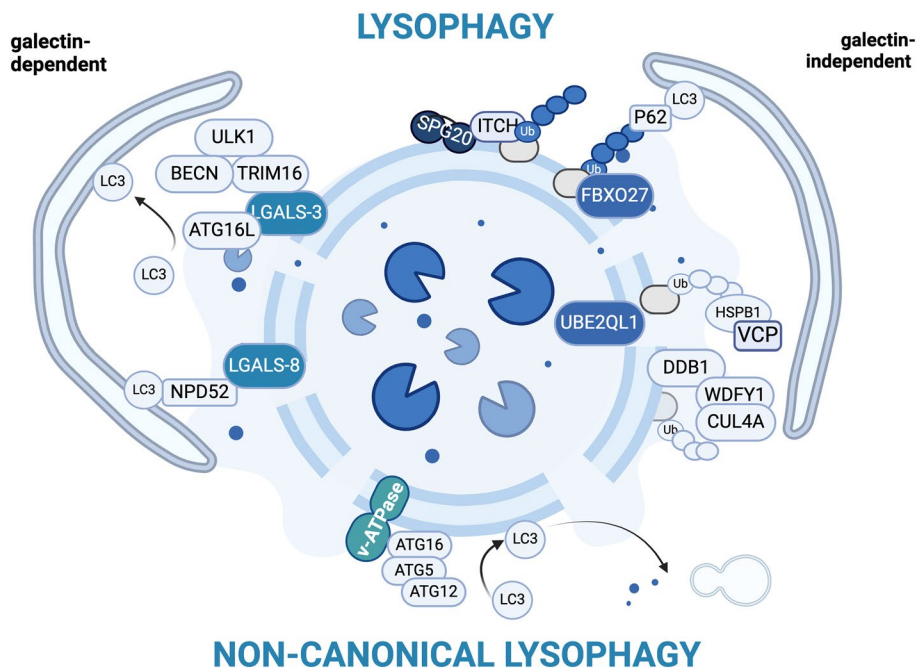 LYSOPHAGY
galectin-
dependent
galectin-
independent
ULK1
BECN
TRIM16
LC3
LGALS-3
ATG16L
LC3
LGALS-8
LC3
NPD52
SPG20
ITCH
Ub
P62
LC3
Ub
FBXO27
UBE2QL1
Ub
HSPB1
VCP
DDB1
WDFY1
CUL4A
Ub
v-ATPase
ATG16
ATG5
ATG12
LC3
LC3
NON-CANONICAL LYSOPHAGY